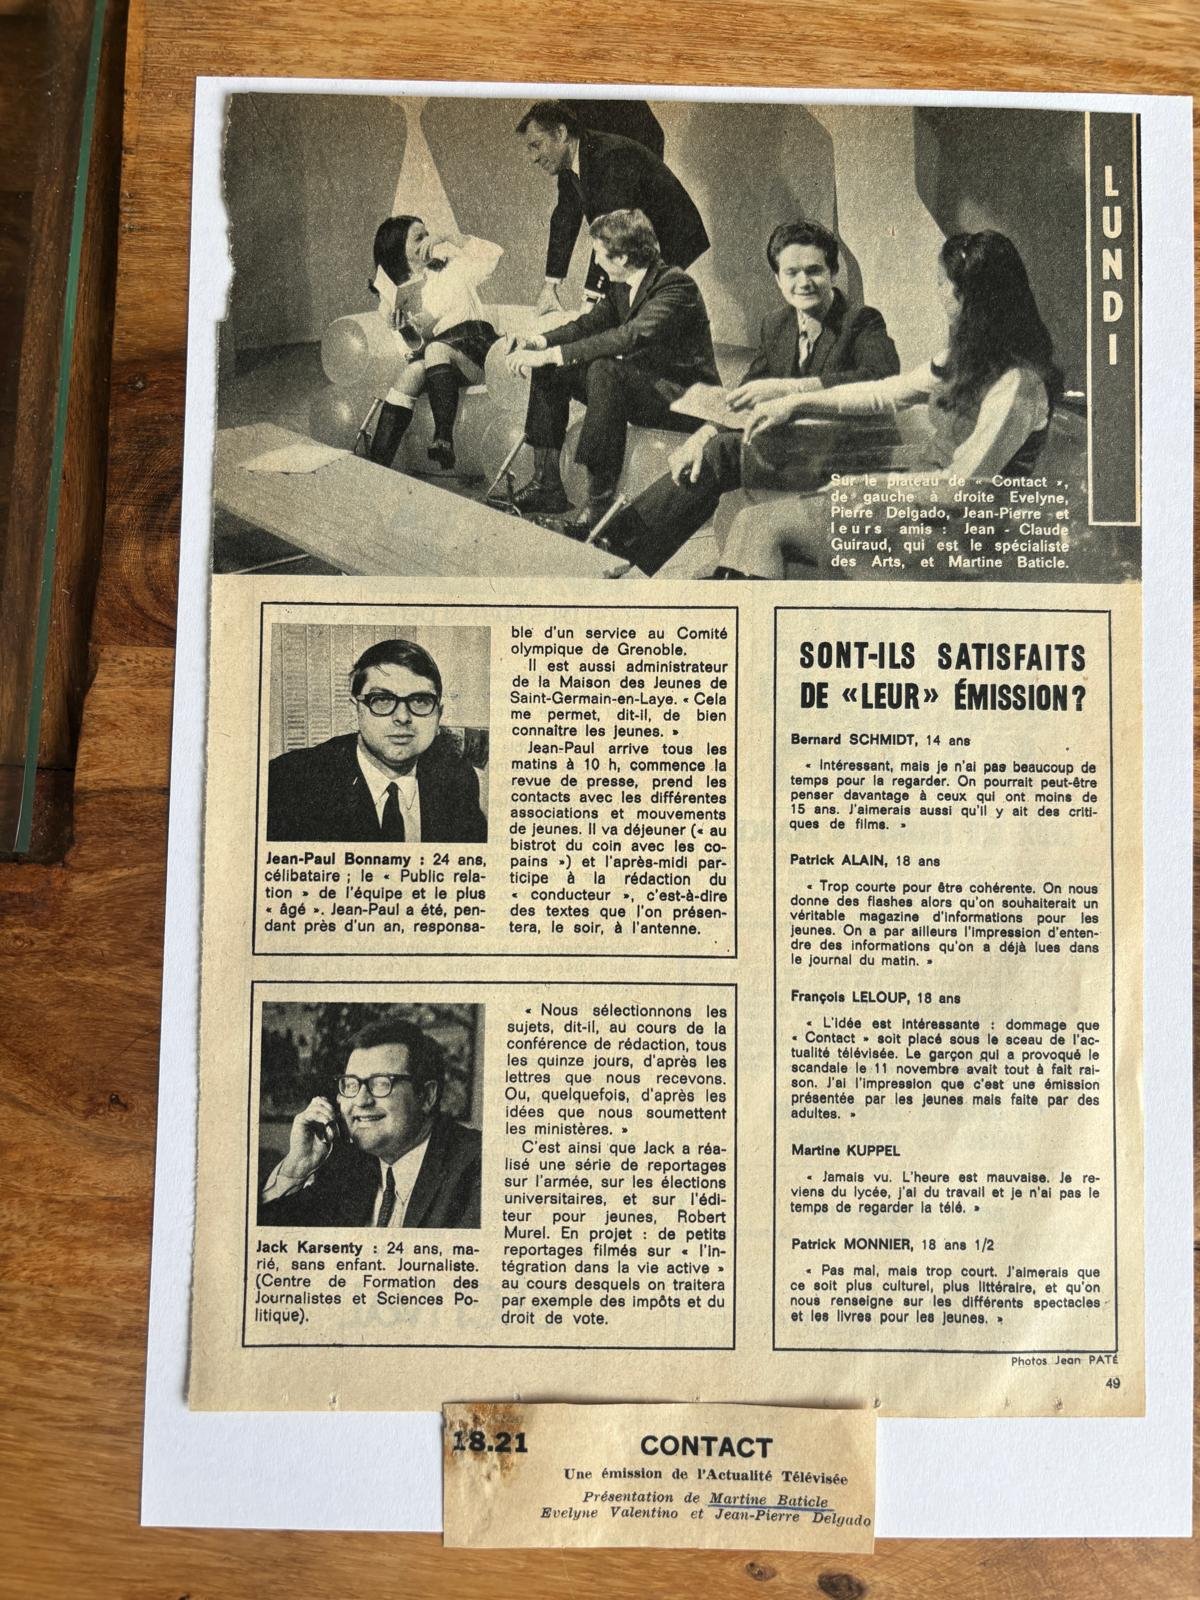 LUNDI
Sur le plateau de « Contact »,
de gauche à droite Evelyne,
Pierre Delgado, Jean-Pierre et
leurs amis : Jean - Claude
Guiraud, qui est le spécialiste
des Arts, et Martine Baticle.
Jean-Paul Bonnamy : 24 ans,
célibataire ; le « Public rela-
tion » de l'équipe et le plus
« âgé ». Jean-Paul a été, pen-
dant près d'un an, responsa-
ble d'un service au Comité
olympique de Grenoble.
Il est aussi administrateur
de la Maison des Jeunes de
Saint-Germain-en-Laye. « Cela
me permet, dit-il, de bien
connaître les jeunes. »
Jean-Paul arrive tous les
matins à 10 h, commence la
revue de presse, prend les
contacts avec les différentes
associations et mouvements
de jeunes. Il va déjeuner (« au
bistrot du coin avec les co-
pains ») et l'après-midi par-
ticipe à la rédaction du
« conducteur », c'est-à-dire
des textes que l'on présen-
tera, le soir, à l'antenne.
Jack Karsenty : 24 ans, ma-
rié, sans enfant. Journaliste.
(Centre de Formation des
Journalistes et Sciences Po-
litique).
« Nous sélectionnons les
sujets, dit-il, au cours de la
conférence de rédaction, tous
les quinze jours, d'après les
lettres que nous recevons.
Ou, quelquefois, d'après les
idées que nous soumettent
les ministères. »
C'est ainsi que Jack a réa-
lisé une série de reportages
sur l'armée, sur les élections
universitaires, et sur l'édi-
teur pour jeunes, Robert
Murel. En projet : de petits
reportages filmés sur « l'in-
tégration dans la vie active »
au cours desquels on traitera
par exemple des impôts et du
droit de vote.
SONT-ILS SATISFAITS
DE «LEUR» ÉMISSION?
Bernard SCHMIDT, 14 ans
« Intéressant, mais je n'ai pas beaucoup de
temps pour la regarder. On pourrait peut-être
penser davantage à ceux qui ont moins de
15 ans. J'aimerais aussi qu'il y ait des criti-
ques de films. »
Patrick ALAIN, 18 ans
« Trop courte pour être cohérente. On nous
donne des flashes alors qu'on souhaiterait un
véritable magazine d'informations pour les
jeunes. On a par ailleurs l'impression d'enten-
dre des informations qu'on a déjà lues dans
le journal du matin. »
François LELOUP, 18 ans
« L'idée est intéressante : dommage que
« Contact » soit placé sous le sceau de l'ac-
tualité télévisée. Le garçon qui a provoqué le
scandale le 11 novembre avait tout à fait rai-
son. J'ai l'impression que c'est une émission
présentée par les jeunes mais faite par des
adultes. »
Martine KUPPEL
« Jamais vu. L'heure est mauvaise. Je re-
viens du lycée, j'ai du travail et je n'ai pas le
temps de regarder la télé. »
Patrick MONNIER, 18 ans 1/2
« Pas mal, mais trop court. J'aimerais que
ce soit plus culturel, plus littéraire, et qu'on
nous renseigne sur les différents spectacles
et les livres pour les jeunes. »
Photos Jean PATÉ
49
18.21 CONTACT
Une émission de l'Actualité Télévisée
Présentation de Martine Baticle
Evelyne Valentino et Jean-Pierre Delgado